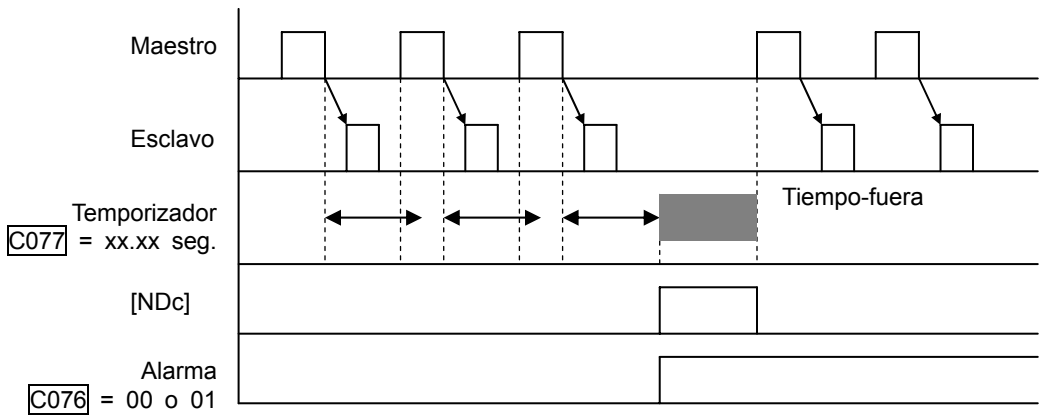 Maestro
Esclavo
Temporizador
C077 = xx.xx seg.
Tiempo-fuera
[NDc]
Alarma
C076 = 00 o 01